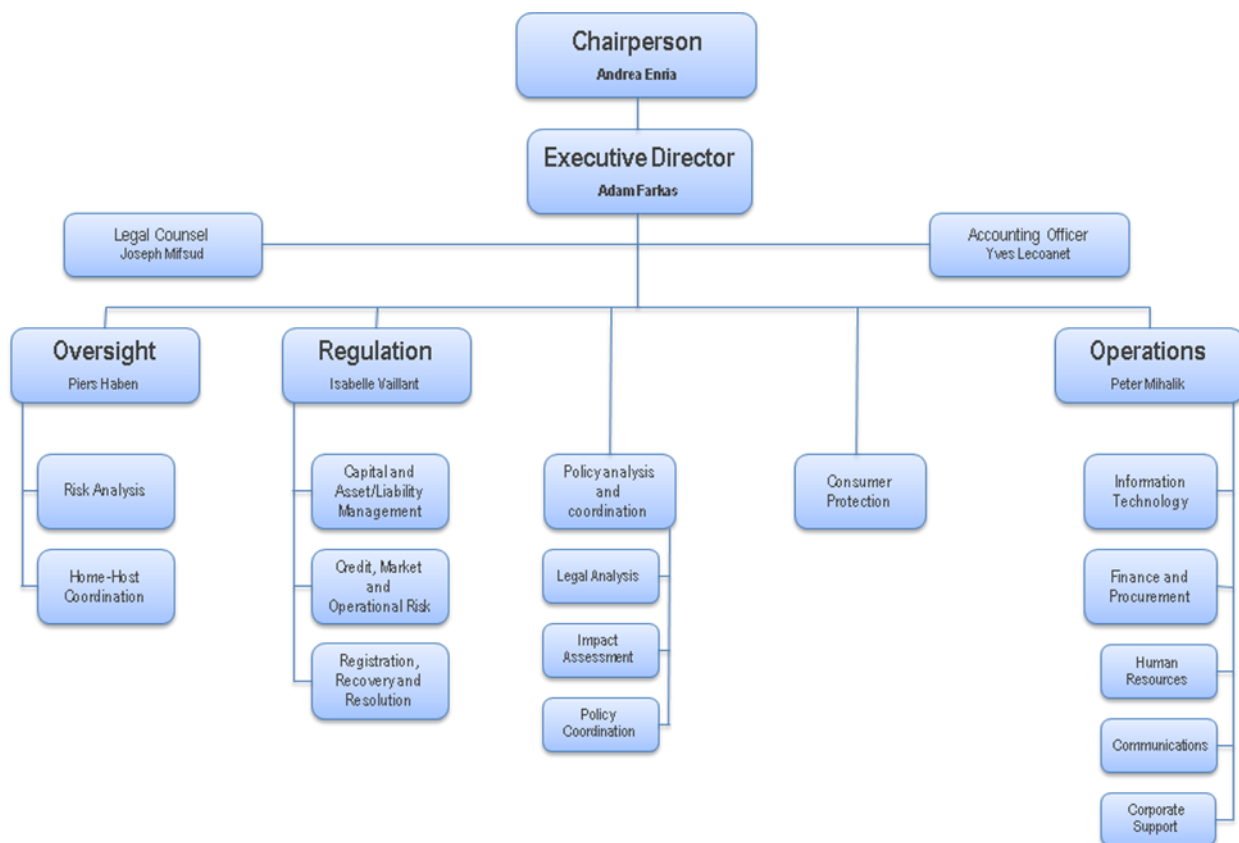 Chairperson
Andrea Enria
Executive Director
Adam Farkas
Legal Counsel
Joseph Mifsud
Accounting Officer
Yves Lecoanet
Oversight
Piers Haben
Regulation
Isabelle Vaillant
Operations
Peter Mihalik
Risk Analysis
Home-Host
Coordination
Capital and
Asset/Liability
Management
Credit, Market
and
Operational Risk
Registration,
Recovery and
Resolution
Policy analysis
and
coordination
Legal Analysis
Impact
Assessment
Policy
Coordination
Consumer
Protection
Information
Technology
Finance and
Procurement
Human
Resources
Communications
Corporate
Support